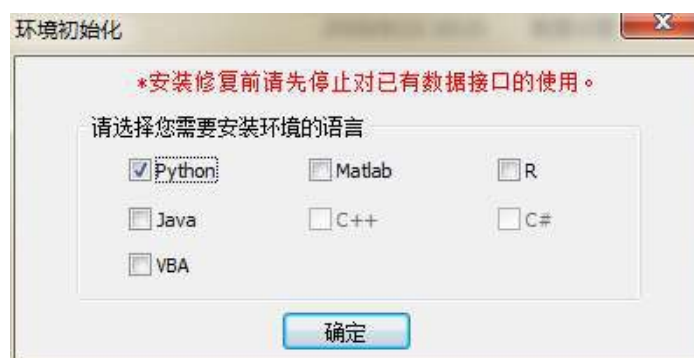 环境初始化
*安装修复前请先停止对已有数据接口的使用。
请选择您需要安装环境的语言
Python Matlab R
Java C++ C#
VBA
确定